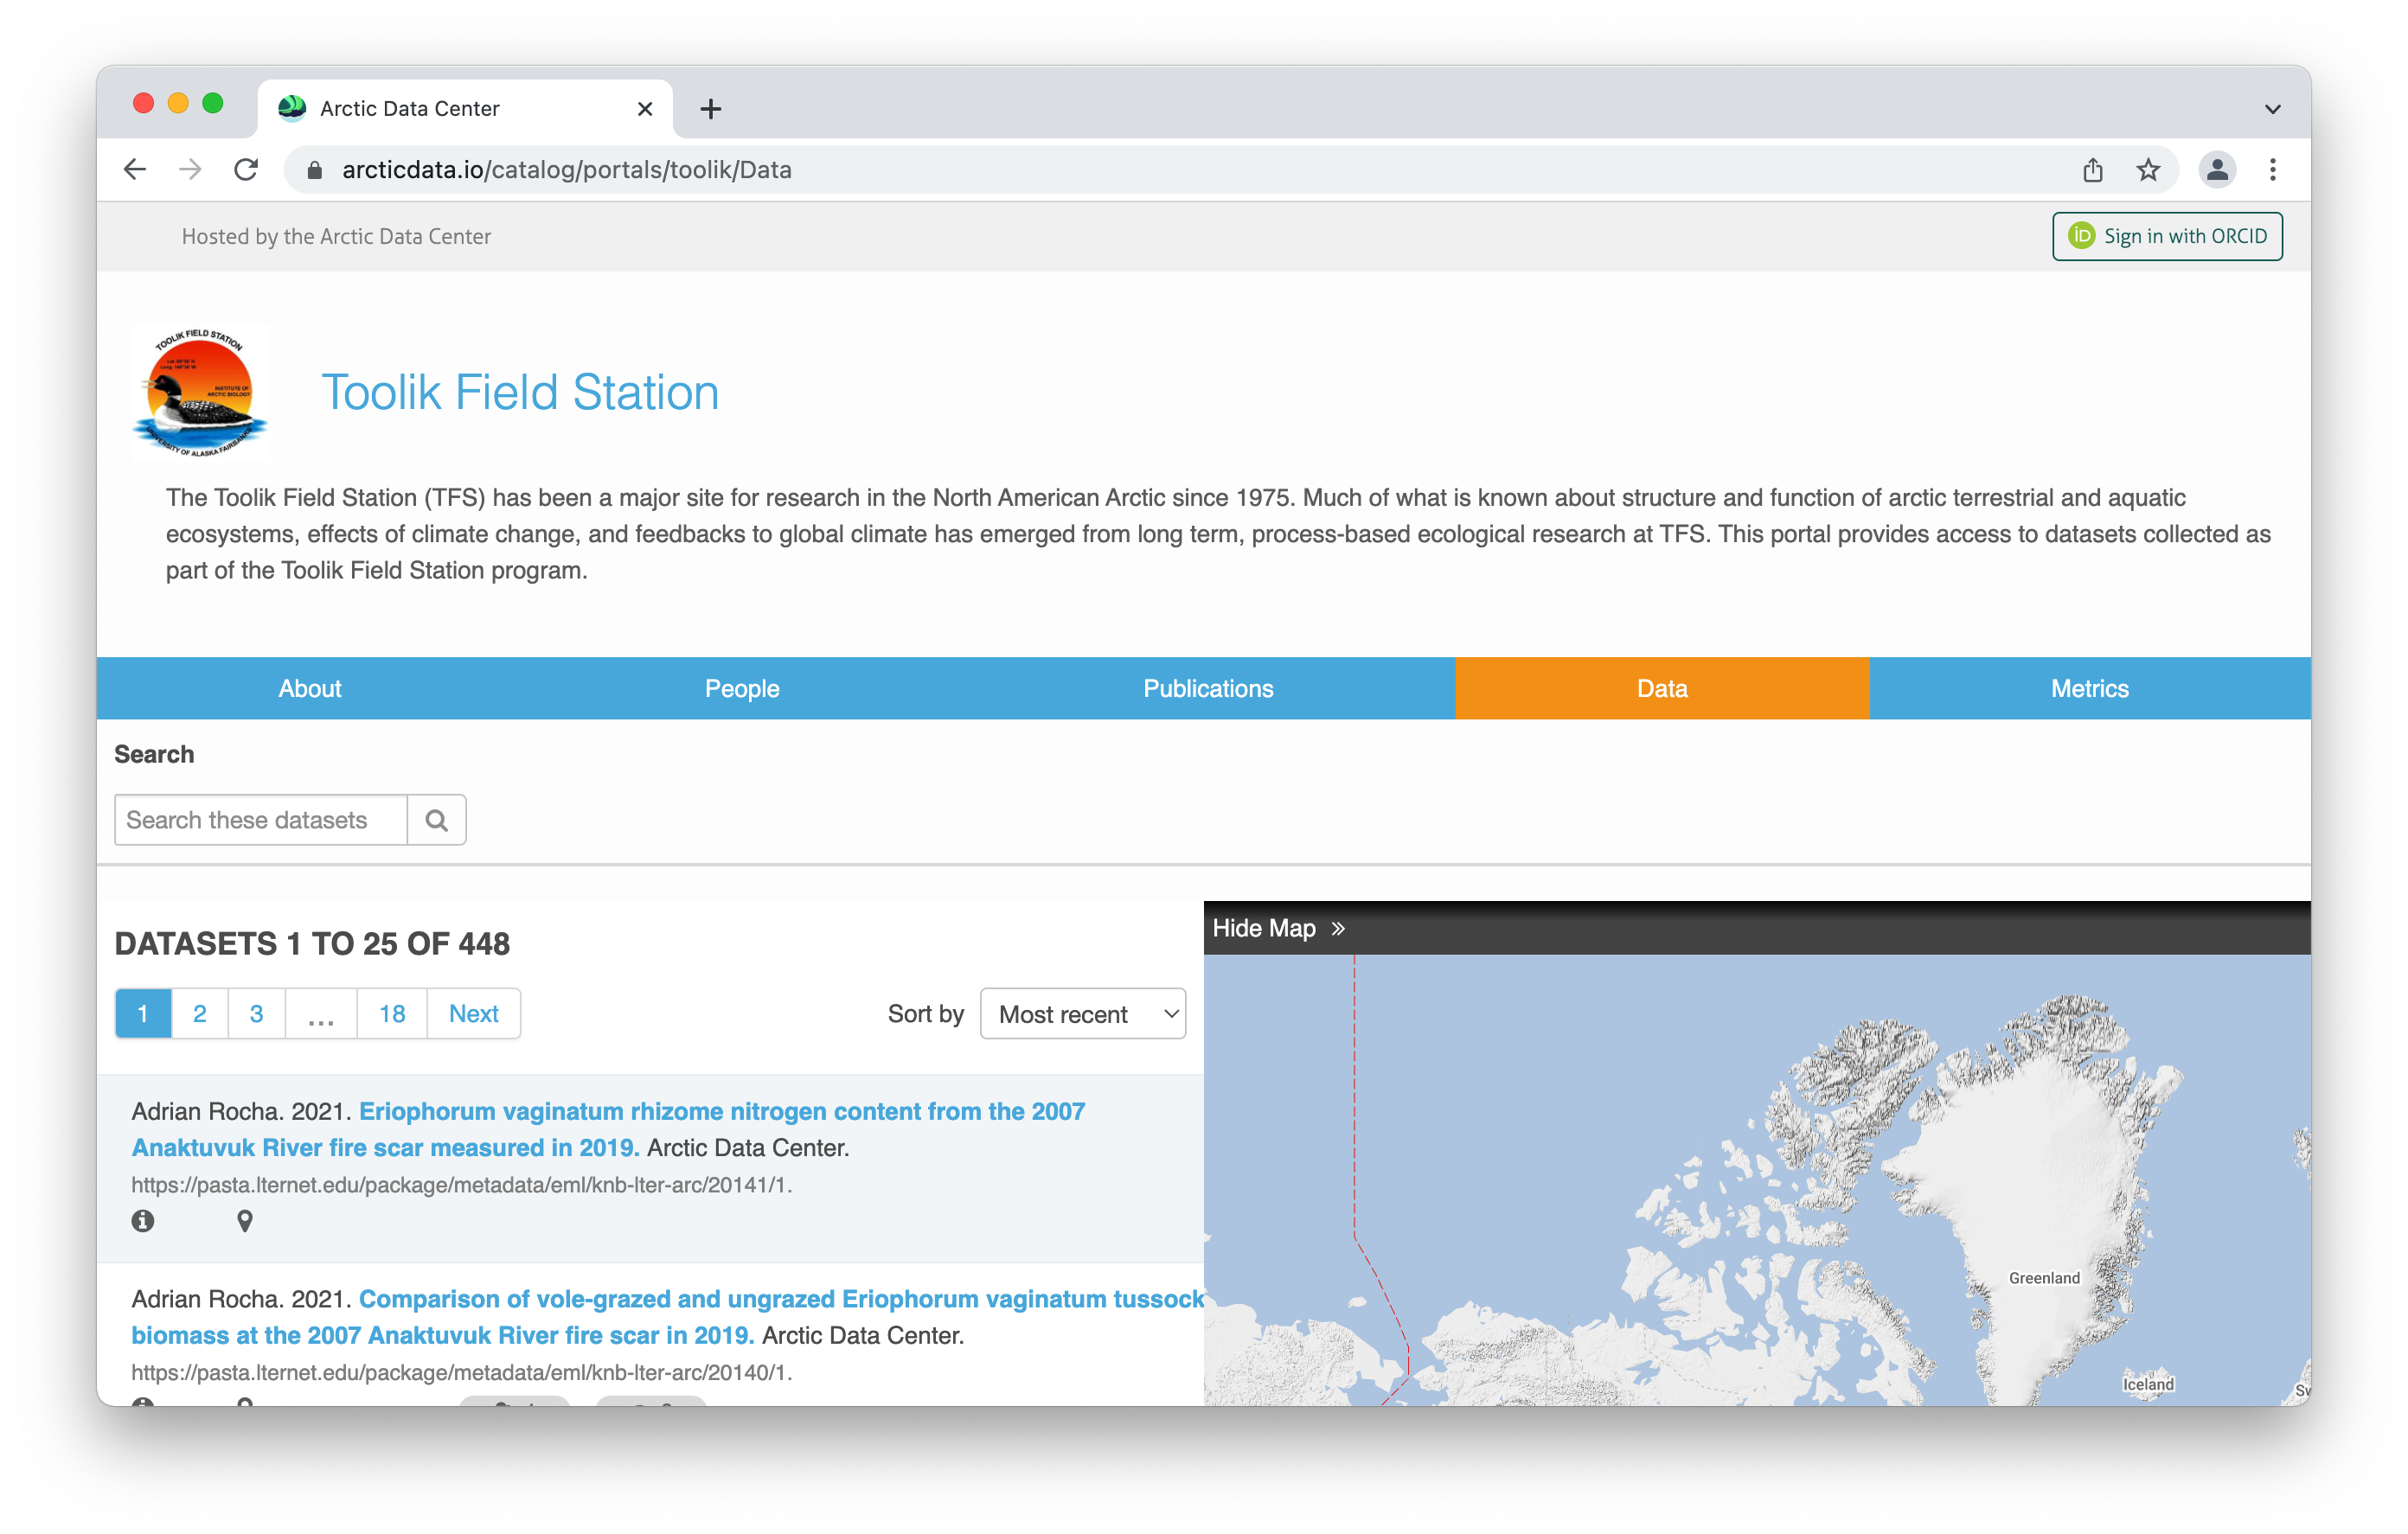 Arctic Data Center
arcticdata.io/catalog/portals/toolik/Data
Hosted by the Arctic Data Center
iD Sign in with ORCID
TOOLIK FIELD STATION
INSTITUTE OF
ARCTIC BIOLOGY
UNIVERSITY OF ALASKA FAIRBANKS
Toolik Field Station
The Toolik Field Station (TFS) has been a major site for research in the North American Arctic since 1975. Much of what is known about structure and function of arctic terrestrial and aquatic
ecosystems, effects of climate change, and feedbacks to global climate has emerged from long term, process-based ecological research at TFS. This portal provides access to datasets collected as
part of the Toolik Field Station program.
About People Publications Data Metrics
Search
Search these datasets
DATASETS 1 TO 25 OF 448
Hide Map »
1 2 3 ... 18 Next
Sort by Most recent
Adrian Rocha. 2021. Eriophorum vaginatum rhizome nitrogen content from the 2007
Anaktuvuk River fire scar measured in 2019. Arctic Data Center.
https://pasta.lternet.edu/package/metadata/eml/knb-lter-arc/20141/1.
Adrian Rocha. 2021. Comparison of vole-grazed and ungrazed Eriophorum vaginatum tussock
biomass at the 2007 Anaktuvuk River fire scar in 2019. Arctic Data Center.
https://pasta.lternet.edu/package/metadata/eml/knb-lter-arc/20140/1.
Greenland
Iceland
Sv